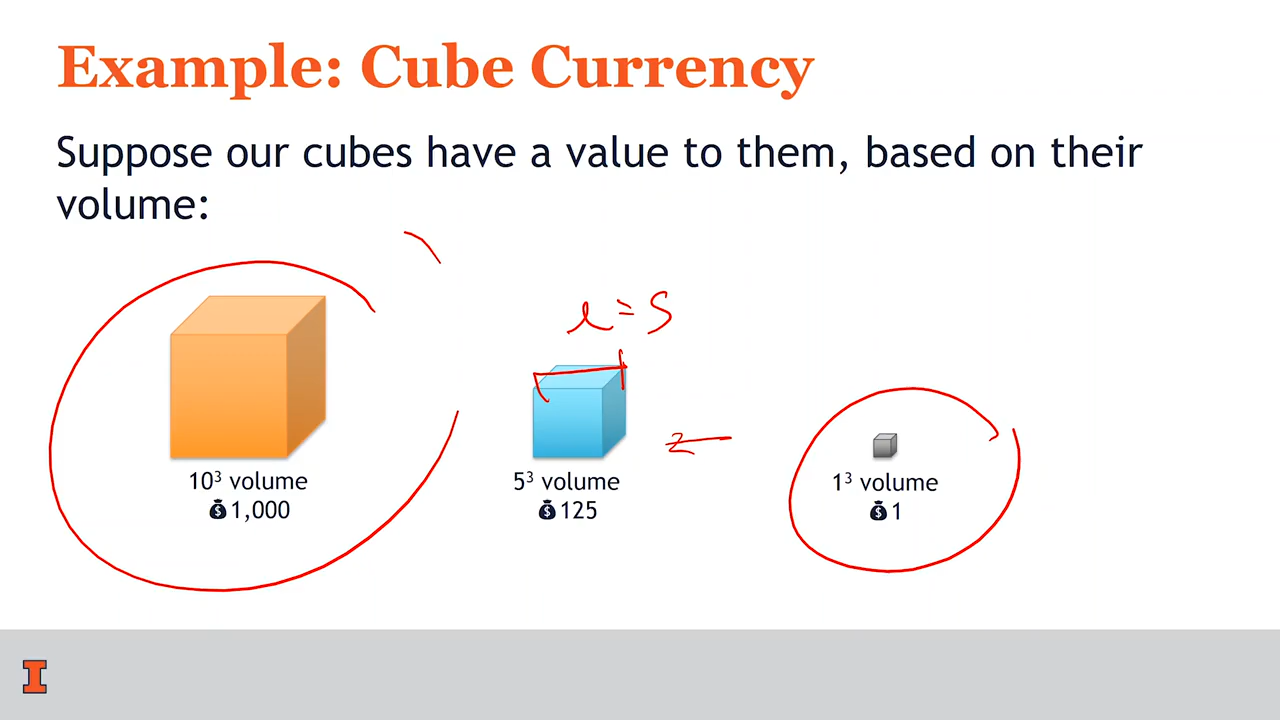 Example: Cube Currency
Suppose our cubes have a value to them, based on their
volume:
l = 5
10³ volume
$ 1,000
5³ volume
$ 125
1³ volume
$ 1
I